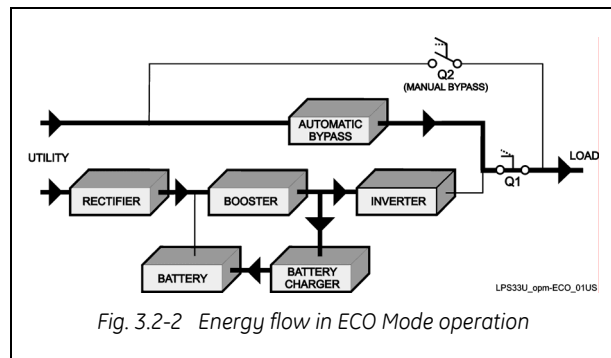 Q2
(MANUAL BYPASS)
AUTOMATIC
BYPASS
UTILITY
LOAD
Q1
RECTIFIER
BOOSTER
INVERTER
BATTERY
BATTERY
CHARGER
LPS33U_opm-ECO_01US
Fig. 3.2-2 Energy flow in ECO Mode operation